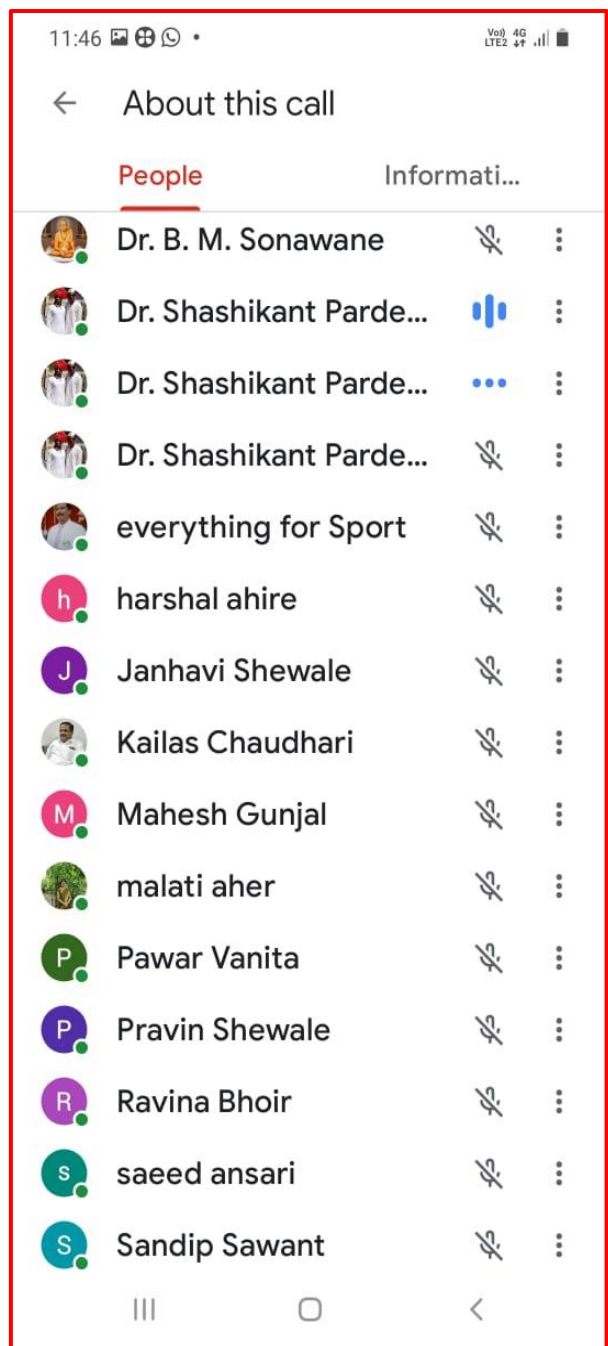 11:46 Vo)) 4G LTE2
About this call
People Informati...
Dr. B. M. Sonawane
Dr. Shashikant Parde...
Dr. Shashikant Parde...
Dr. Shashikant Parde...
everything for Sport
h harshal ahire
J Janhavi Shewale
Kailas Chaudhari
M Mahesh Gunjal
malati aher
P Pawar Vanita
P Pravin Shewale
R Ravina Bhoir
s saeed ansari
S Sandip Sawant